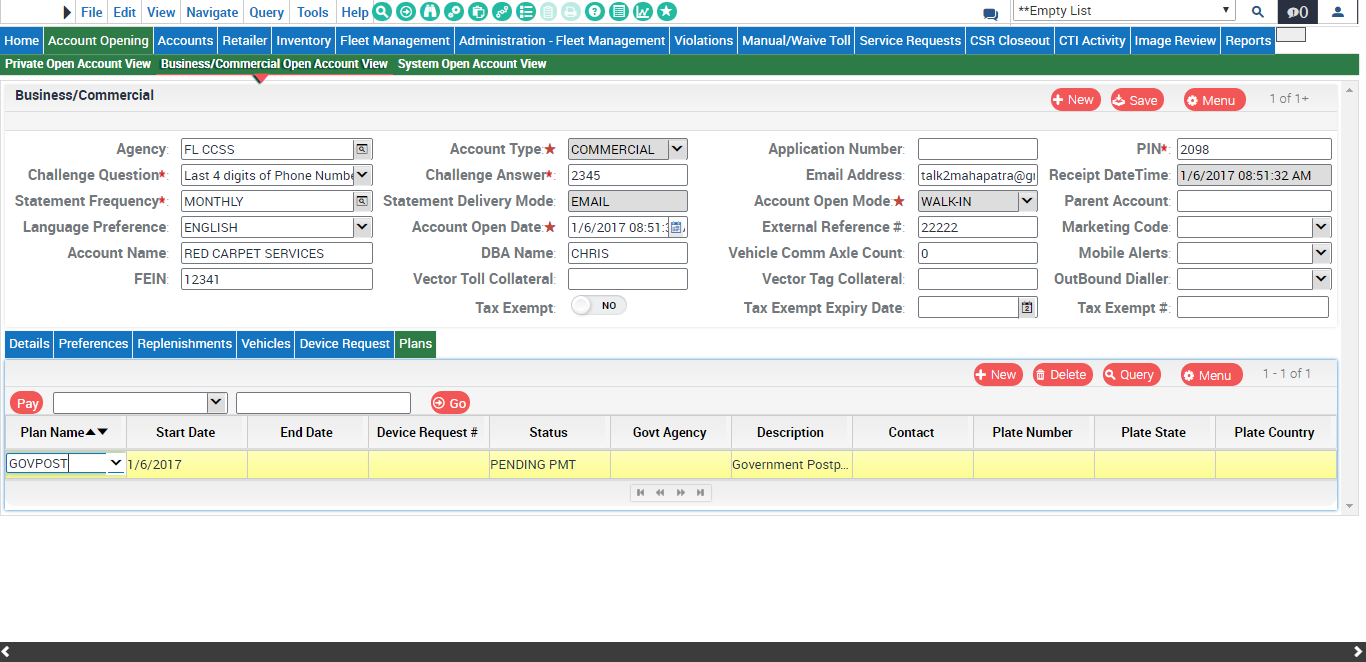 File Edit View Navigate Query Tools Help **Empty List 0
Home Account Opening Accounts Retailer Inventory Fleet Management Administration - Fleet Management Violations Manual/Waive Toll Service Requests CSR Closeout CTI Activity Image Review Reports
Private Open Account View Business/Commercial Open Account View System Open Account View
Business/Commercial New Save Menu 1 of 1+
Agency: FL CCSS Account Type: COMMERCIAL Application Number: PIN*: 2098
Challenge Question*: Last 4 digits of Phone Numbe Challenge Answer*: 2345 Email Address: talk2mahapatra@g Receipt DateTime: 1/6/2017 08:51:32 AM
Statement Frequency*: MONTHLY Statement Delivery Mode: EMAIL Account Open Mode: WALK-IN Parent Account:
Language Preference: ENGLISH Account Open Date: 1/6/2017 08:51: External Reference #: 22222 Marketing Code:
Account Name: RED CARPET SERVICES DBA Name: CHRIS Vehicle Comm Axle Count: 0 Mobile Alerts:
FEIN: 12341 Vector Toll Collateral: Vector Tag Collateral: OutBound Dialler:
Tax Exempt: NO Tax Exempt Expiry Date: Tax Exempt #:
Details Preferences Replenishments Vehicles Device Request Plans
New Delete Query Menu 1 - 1 of 1
Pay Go
Plan Name Start Date End Date Device Request # Status Govt Agency Description Contact Plate Number Plate State Plate Country
GOVPOST 1/6/2017 PENDING PMT Government Postp...